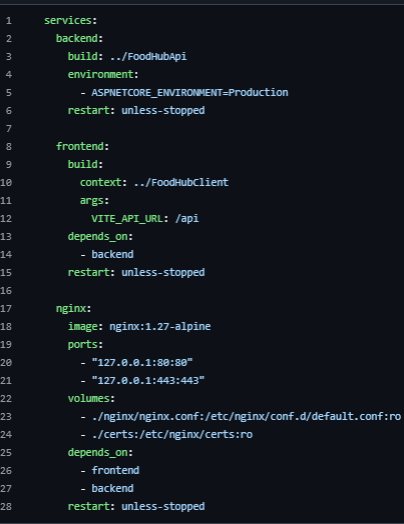 1 services:
2   backend:
3     build: ../FoodHubApi
4     environment:
5       - ASPNETCORE_ENVIRONMENT=Production
6     restart: unless-stopped
7
8   frontend:
9     build:
10       context: ../FoodHubClient
11       args:
12         VITE_API_URL: /api
13     depends_on:
14       - backend
15     restart: unless-stopped
16
17   nginx:
18     image: nginx:1.27-alpine
19     ports:
20       - "127.0.0.1:80:80"
21       - "127.0.0.1:443:443"
22     volumes:
23       - ./nginx/nginx.conf:/etc/nginx/conf.d/default.conf:ro
24       - ./certs:/etc/nginx/certs:ro
25     depends_on:
26       - frontend
27       - backend
28     restart: unless-stopped